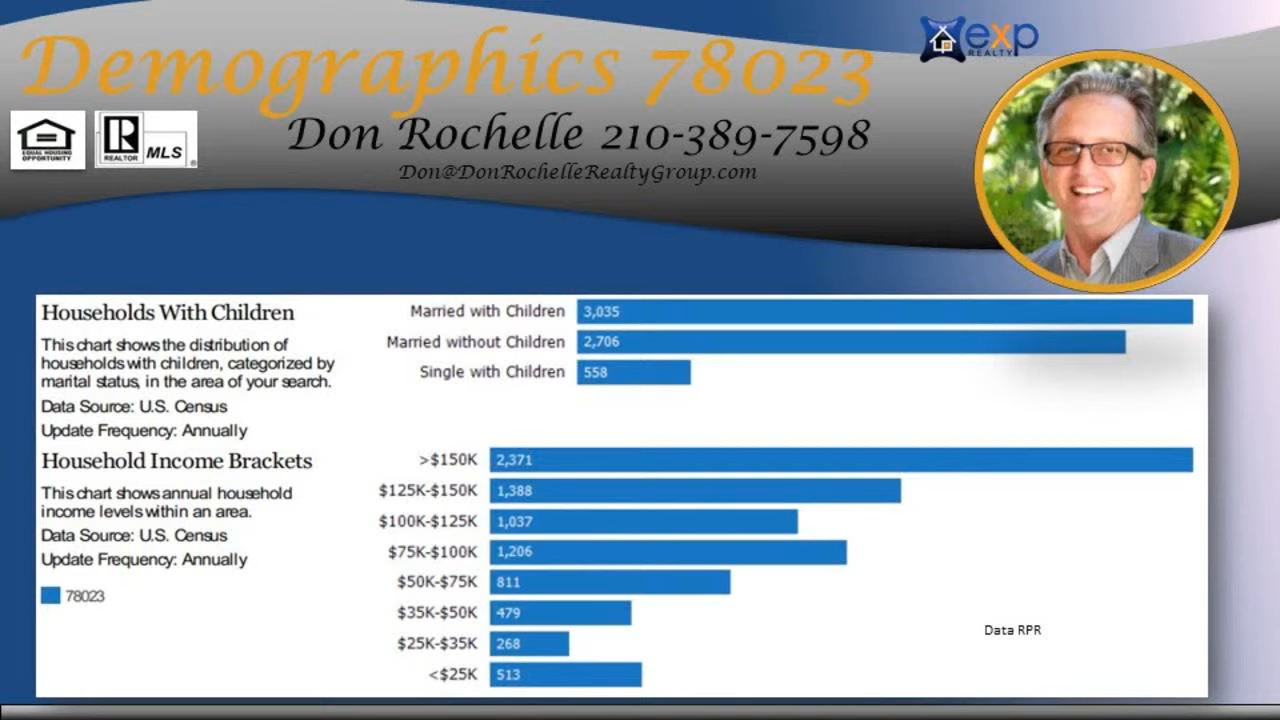 Demographics 78023
exp
REALTY
EQUAL HOUSING
OPPORTUNITY
R
REALTOR
MLS
®
Don Rochelle 210-389-7598
Don@DonRochelleRealtyGroup.com
Households With Children
This chart shows the distribution of
households with children, categorized by
marital status, in the area of your search.
Data Source: U.S. Census
Update Frequency: Annually
Married with Children 3,035
Married without Children 2,706
Single with Children 558
Household Income Brackets
This chart shows annual household
income levels within an area.
Data Source: U.S. Census
Update Frequency: Annually
78023
>$150K 2,371
$125K-$150K 1,388
$100K-$125K 1,037
$75K-$100K 1,206
$50K-$75K 811
$35K-$50K 479
$25K-$35K 268
<$25K 513
Data RPR